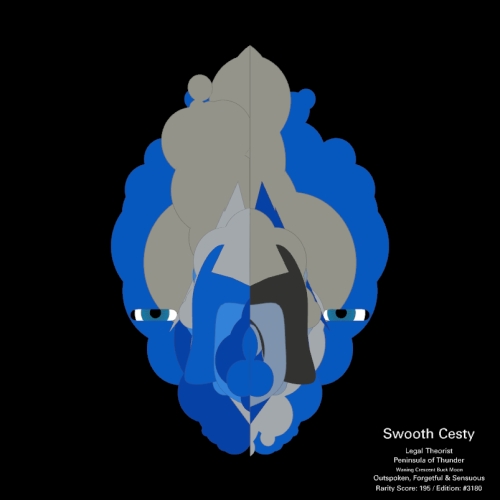 Swooth Cesty
Legal Theorist
Peninsula of Thunder
Waning Crescent Buck Moon
Outspoken, Forgetful & Sensuous
Rarity Score: 195 / Edition: #3180